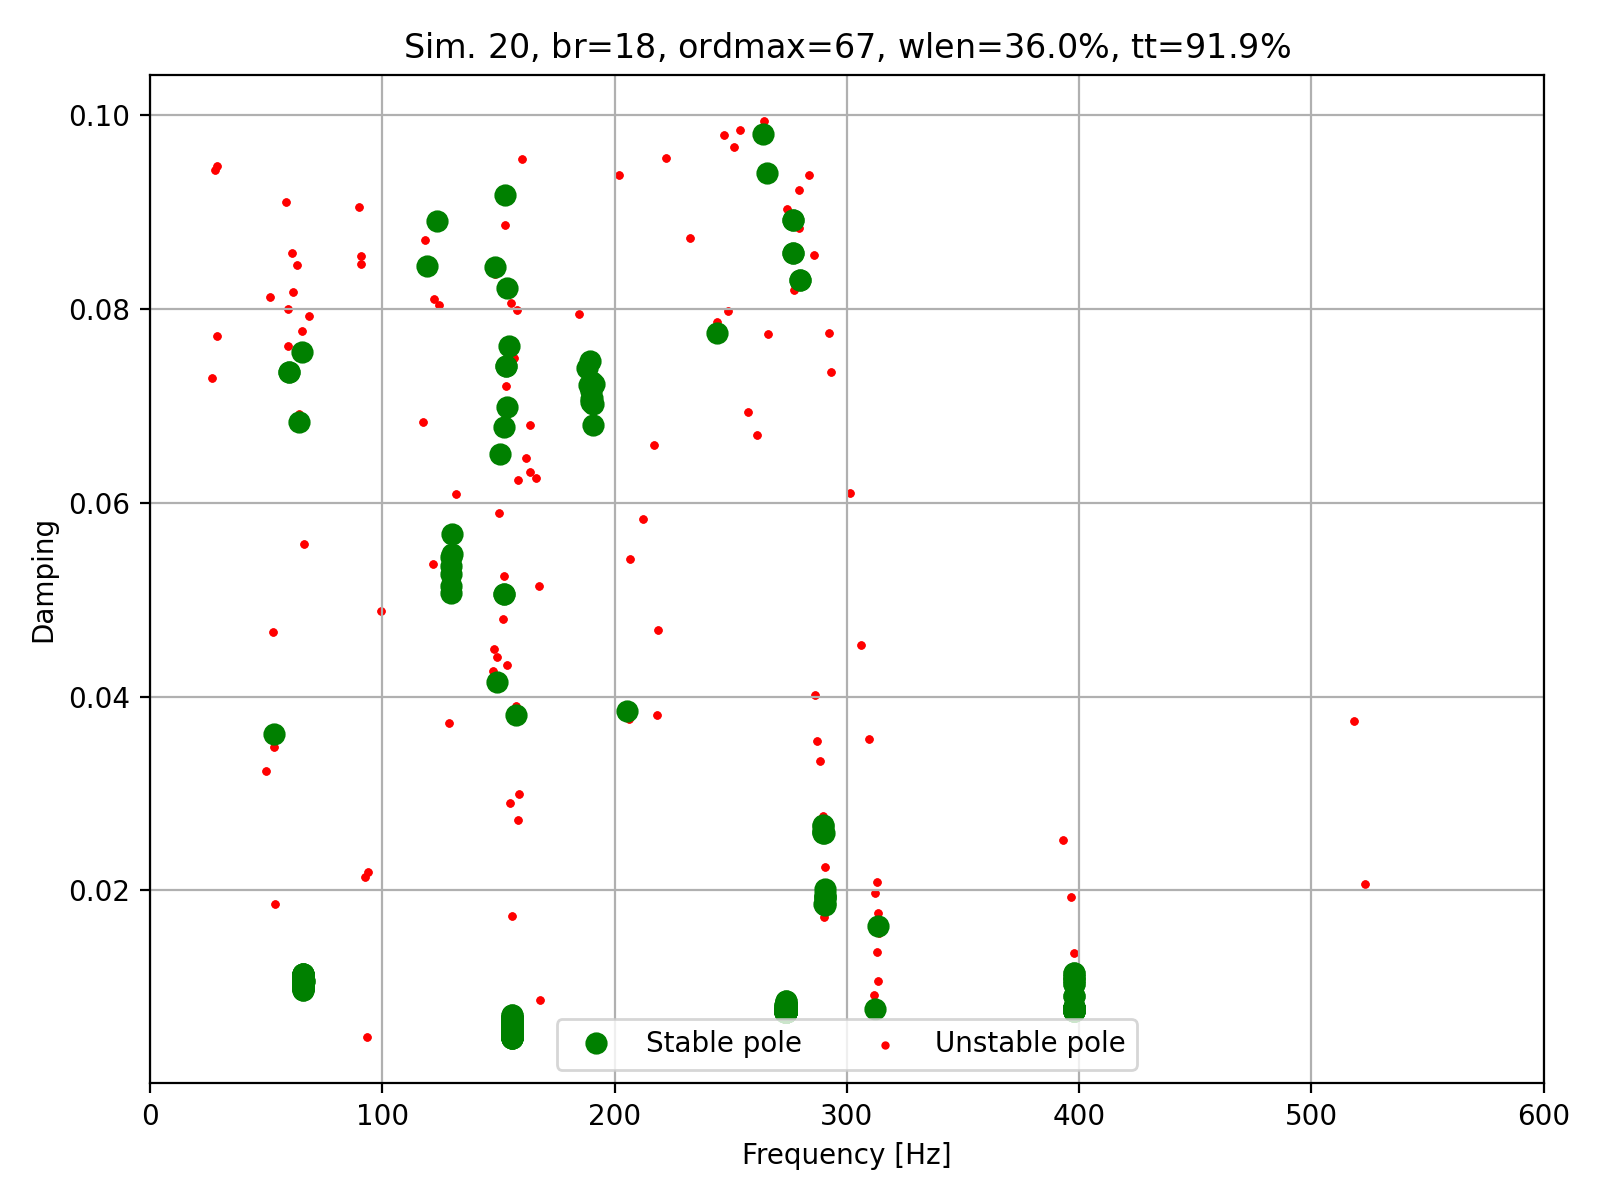 Sim. 20, br=18, ordmax=67, wlen=36.0%, tt=91.9%
0.10
0.08
0.06
0.04
0.02
Damping
Stable pole
Unstable pole
0
100
200
300
400
500
600
Frequency [Hz]